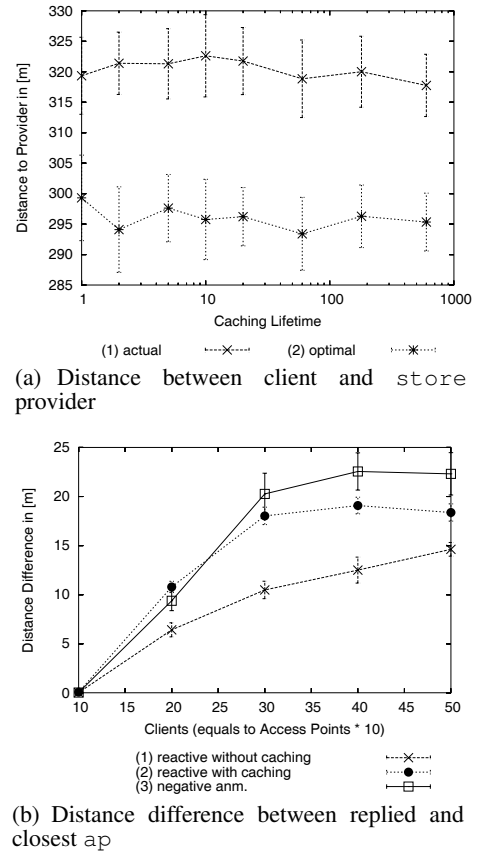 330
325
320
315
310
305
300
295
290
285
Distance to Provider in [m]
1 10 100 1000
Caching Lifetime
(1) actual (2) optimal
(a) Distance between client and store
provider
25
20
15
10
5
0
Distance Difference in [m]
10 15 20 25 30 35 40 45 50
Clients (equals to Access Points * 10)
(1) reactive without caching
(2) reactive with caching
(3) negative anm.
(b) Distance difference between replied and
closest ap